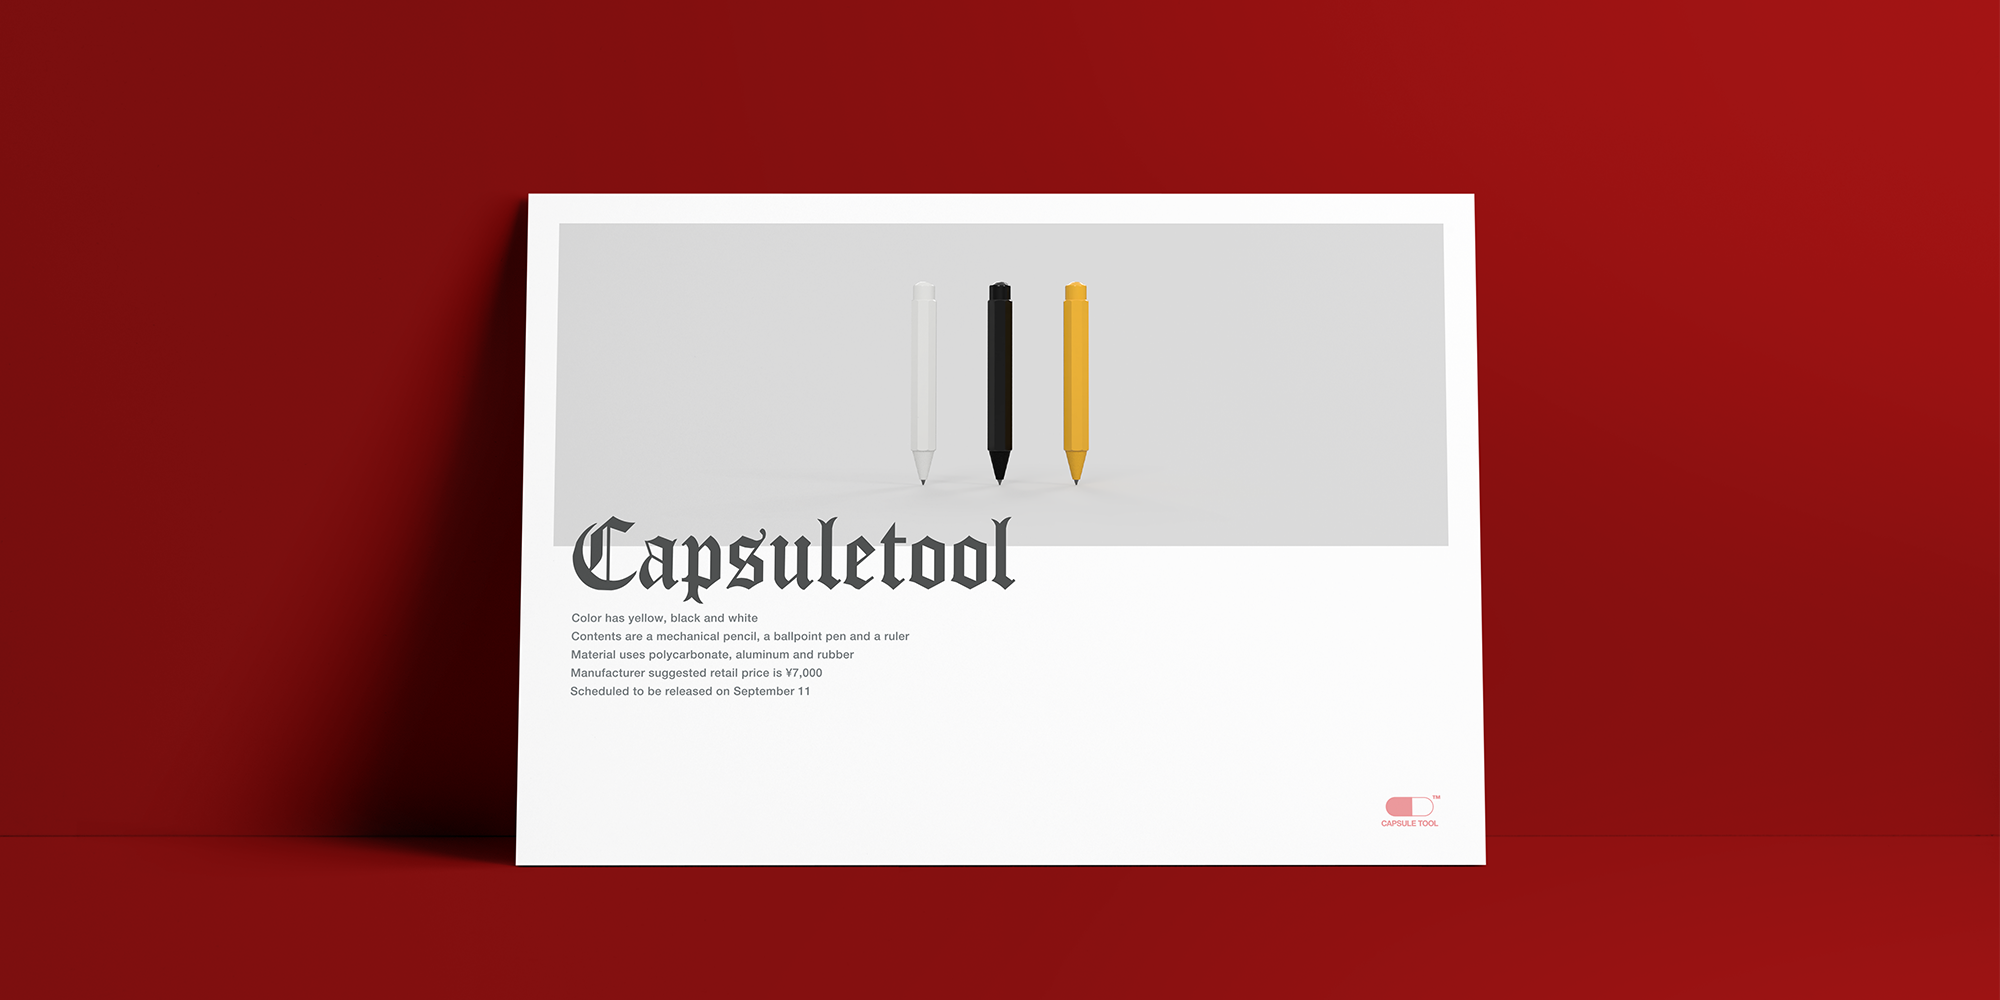 Capsuletool
Color has yellow, black and white
Contents are a mechanical pencil, a ballpoint pen and a ruler
Material uses polycarbonate, aluminum and rubber
Manufacturer suggested retail price is ¥7,000
Scheduled to be released on September 11
TM
CAPSULE TOOL